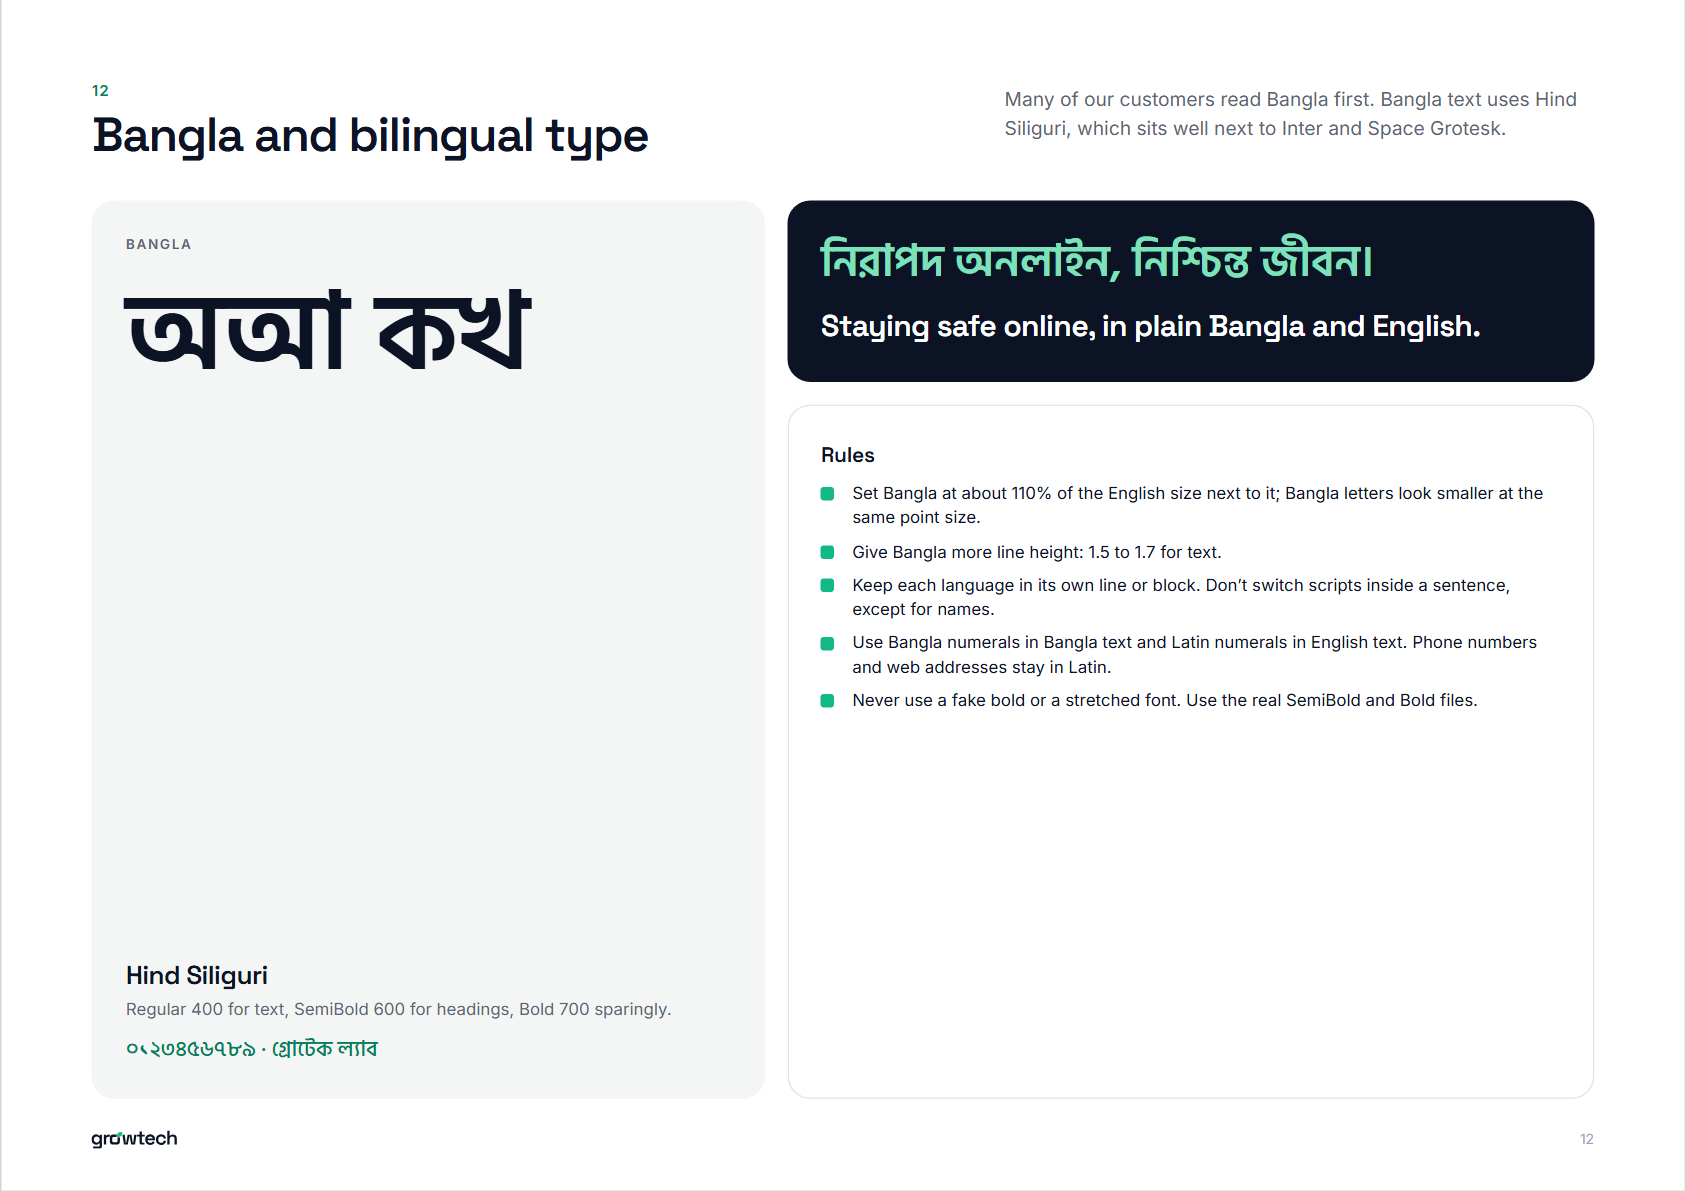 12
Bangla and bilingual type
Many of our customers read Bangla first. Bangla text uses Hind
Siliguri, which sits well next to Inter and Space Grotesk.
BANGLA
অআ কখ
Hind Siliguri
Regular 400 for text, SemiBold 600 for headings, Bold 700 sparingly.
০১২৩৪৫৬৭৮৯ · গ্রোটেক ল্যাব
নিরাপদ অনলাইন, নিশ্চিন্ত জীবন।
Staying safe online, in plain Bangla and English.
Rules
Set Bangla at about 110% of the English size next to it; Bangla letters look smaller at the
same point size.
Give Bangla more line height: 1.5 to 1.7 for text.
Keep each language in its own line or block. Don’t switch scripts inside a sentence,
except for names.
Use Bangla numerals in Bangla text and Latin numerals in English text. Phone numbers
and web addresses stay in Latin.
Never use a fake bold or a stretched font. Use the real SemiBold and Bold files.
growtech
12